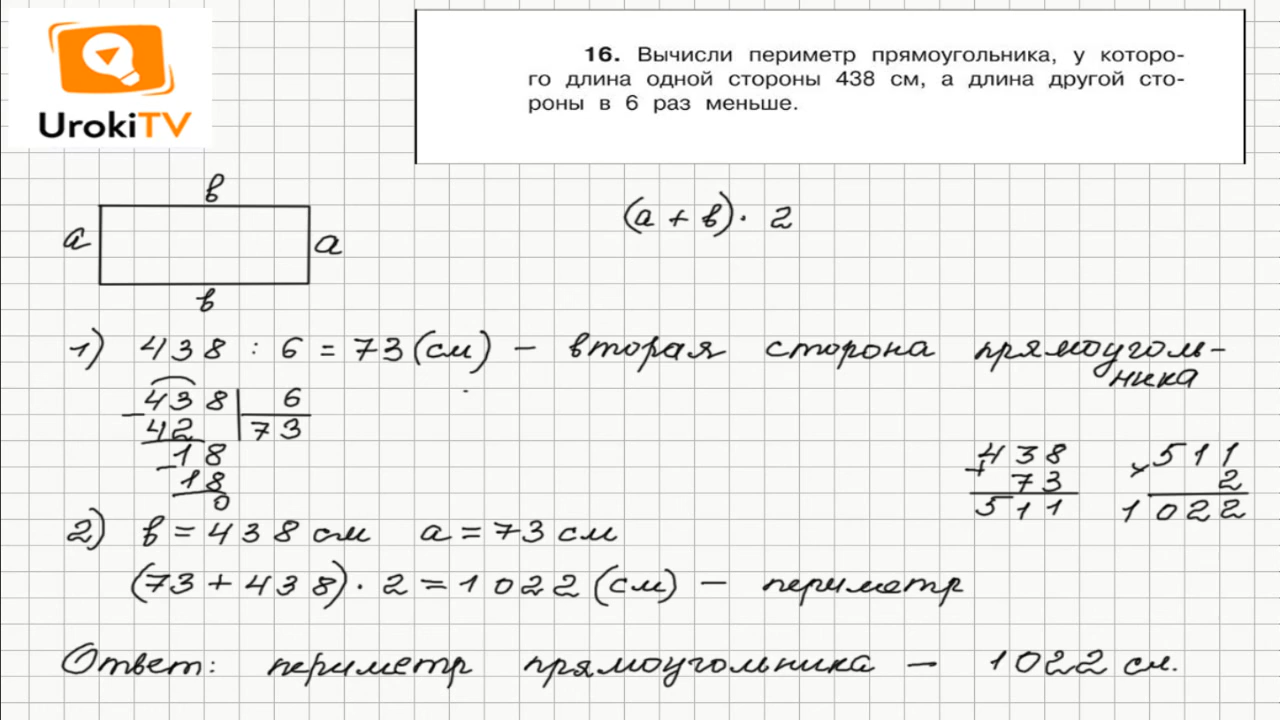 UrokiTV
16. Вычисли периметр прямоугольника, у которо-
го длина одной стороны 438 см, а длина другой сто-
роны в 6 раз меньше.
в
(а + в) · 2
а
а
в
1) 438 : 6 = 73 (см) – вторая сторона прямоуголь-
ника
438 | 6
− 42 73
− 18
18
0
438
+ 73
511
× 511
2
1022
2) в = 438 см а = 73 см
(73 + 438) · 2 = 1022 (см) – периметр
Ответ: периметр прямоугольника – 1022 см.